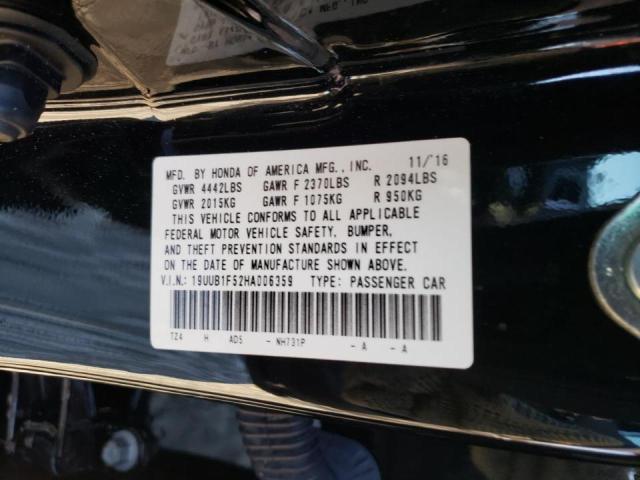 MFD. BY HONDA OF AMERICA MFG., INC. 11/16
GVWR 4442LBS GAWR F 2370LBS R 2094LBS
GVWR 2015KG GAWR F 1075KG R 950KG
THIS VEHICLE CONFORMS TO ALL APPLICABLE
FEDERAL MOTOR VEHICLE SAFETY, BUMPER,
AND THEFT PREVENTION STANDARDS IN EFFECT
ON THE DATE OF MANUFACTURE SHOWN ABOVE.
V.I.N.: 19UUB1F52HA006359 TYPE: PASSENGER CAR
TZ4 H AD5 - NH731P - A - A